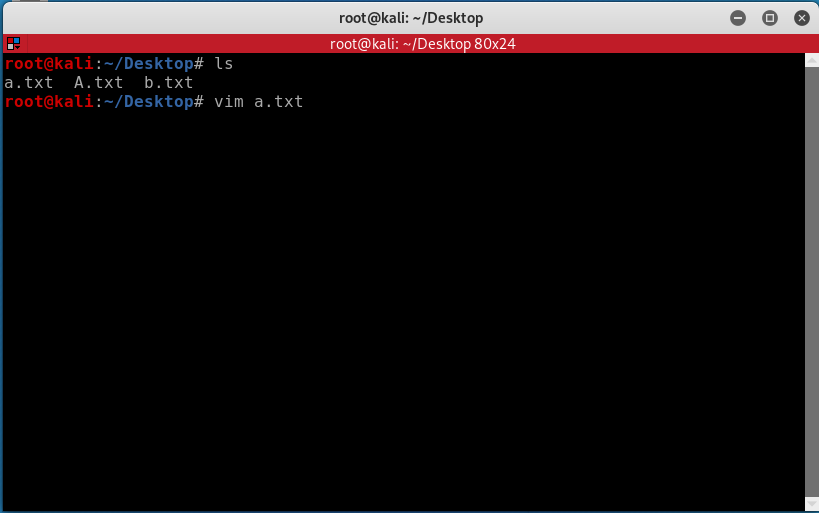 root@kali: ~/Desktop
root@kali: ~/Desktop 80x24
root@kali:~/Desktop# ls
a.txt  A.txt  b.txt
root@kali:~/Desktop# vim a.txt